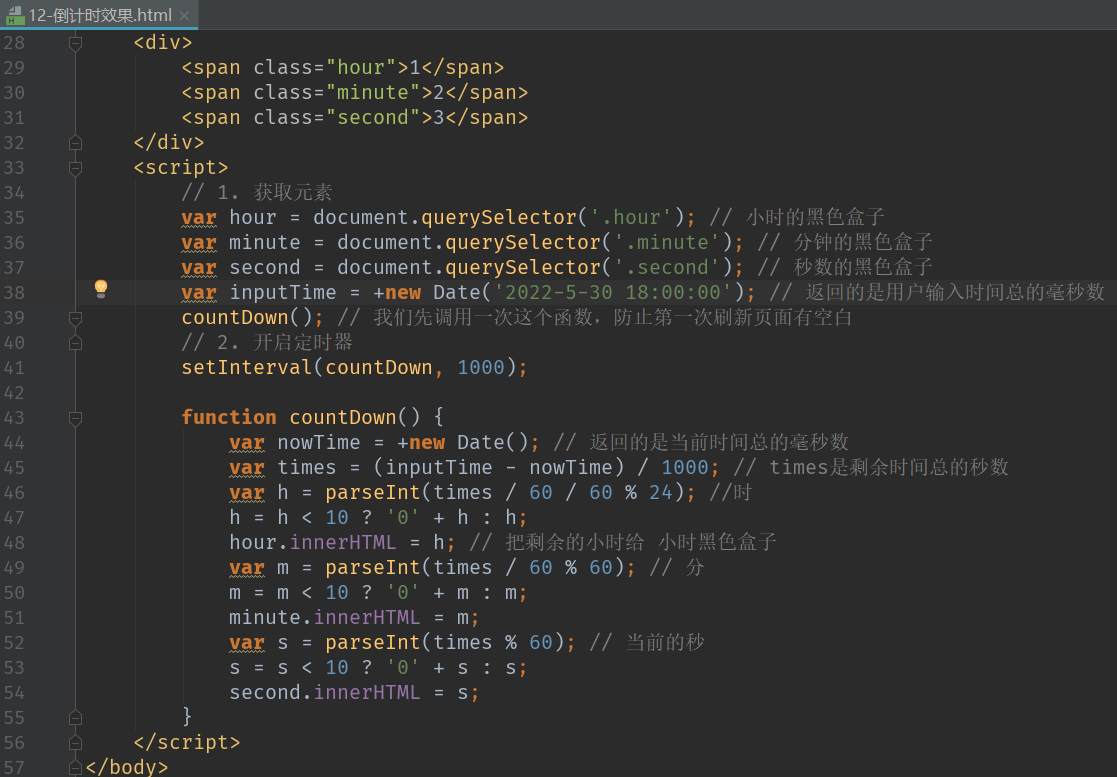 12-倒计时效果.html
28 <div>
29 <span class="hour">1</span>
30 <span class="minute">2</span>
31 <span class="second">3</span>
32 </div>
33 <script>
34 // 1. 获取元素
35 var hour = document.querySelector('.hour'); // 小时的黑色盒子
36 var minute = document.querySelector('.minute'); // 分钟的黑色盒子
37 var second = document.querySelector('.second'); // 秒数的黑色盒子
38 var inputTime = +new Date('2022-5-30 18:00:00'); // 返回的是用户输入时间总的毫秒数
39 countDown(); // 我们先调用一次这个函数，防止第一次刷新页面有空白
40 // 2. 开启定时器
41 setInterval(countDown, 1000);
42
43 function countDown() {
44 var nowTime = +new Date(); // 返回的是当前时间总的毫秒数
45 var times = (inputTime - nowTime) / 1000; // times是剩余时间总的秒数
46 var h = parseInt(times / 60 / 60 % 24); //时
47 h = h < 10 ? '0' + h : h;
48 hour.innerHTML = h; // 把剩余的小时给 小时黑色盒子
49 var m = parseInt(times / 60 % 60); // 分
50 m = m < 10 ? '0' + m : m;
51 minute.innerHTML = m;
52 var s = parseInt(times % 60); // 当前的秒
53 s = s < 10 ? '0' + s : s;
54 second.innerHTML = s;
55 }
56 </script>
57 </body>